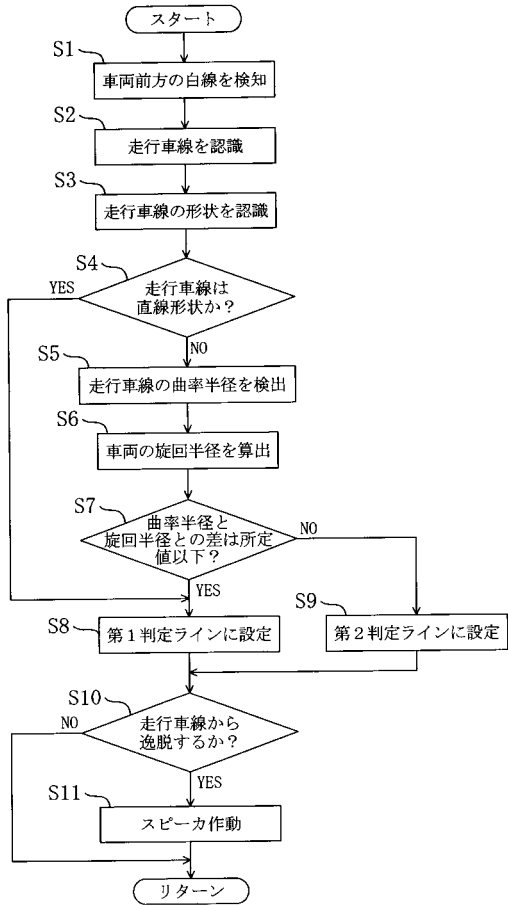 スタート
S1
車両前方の白線を検知
S2
走行車線を認識
S3
走行車線の形状を認識
S4
走行車線は
直線形状か？
YES
NO
S5
走行車線の曲率半径を検出
S6
車両の旋回半径を算出
S7
曲率半径と
旋回半径との差は所定
値以下？
NO
YES
S8
第１判定ラインに設定
S9
第２判定ラインに設定
S10
走行車線から
逸脱するか？
NO
YES
S11
スピーカ作動
リターン